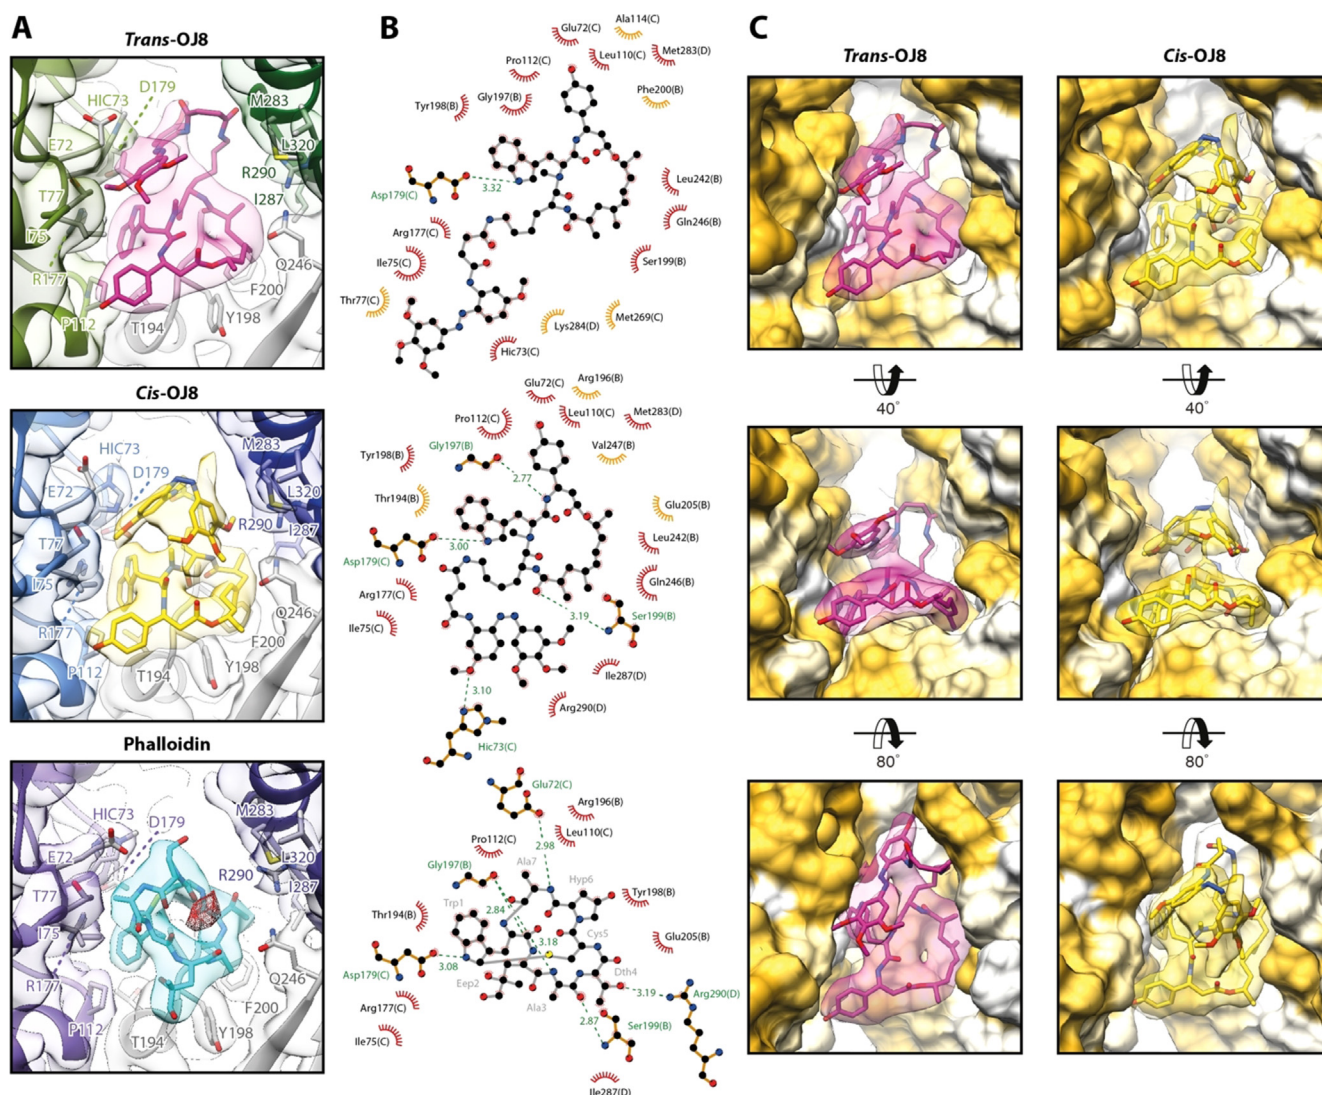 A
Trans-OJ8
D179
HIC73
M283
E72
L320
R290
T77
I287
I75
R177
Q246
F200
P112
T194
Y198
Cis-OJ8
HIC73
M283
D179
E72
L320
R290
I287
T77
I75
Q246
R177
F200
P112
T194
Y198
Phalloidin
HIC73
M283
D179
E72
L320
R290
I287
T77
I75
Q246
R177
F200
P112
T194
Y198
B
Ala114(C)
Glu72(C)
Leu110(C)
Met283(D)
Pro112(C)
Phe200(B)
Gly197(B)
Tyr198(B)
Leu242(B)
3.32
Asp179(C)
Gln246(B)
Arg177(C)
Ser199(B)
Ile75(C)
Thr77(C)
Met269(C)
Lys284(D)
Hic73(C)
Arg196(B)
Glu72(C)
Leu110(C)
Met283(D)
Pro112(C)
Gly197(B)
Val247(B)
Tyr198(B)
2.77
Thr194(B)
Glu205(B)
3.00
Leu242(B)
Asp179(C)
Gln246(B)
Arg177(C)
3.19
Ser199(B)
Ile75(C)
Ile287(D)
3.10
Arg290(D)
Hic73(C)
Glu72(C)
Arg196(B)
Leu110(C)
Pro112(C)
2.98
Gly197(B)
Ala7
Hyp6
Trp1
Tyr198(B)
2.84
Thr194(B)
Cys5
Glu205(B)
3.18
3.08
Asp179(C)
Eep2
Dth4
Ala3
3.19
Arg290(D)
Arg177(C)
2.87
Ser199(B)
Ile75(C)
Ile287(D)
C
Trans-OJ8
Cis-OJ8
40°
40°
80°
80°